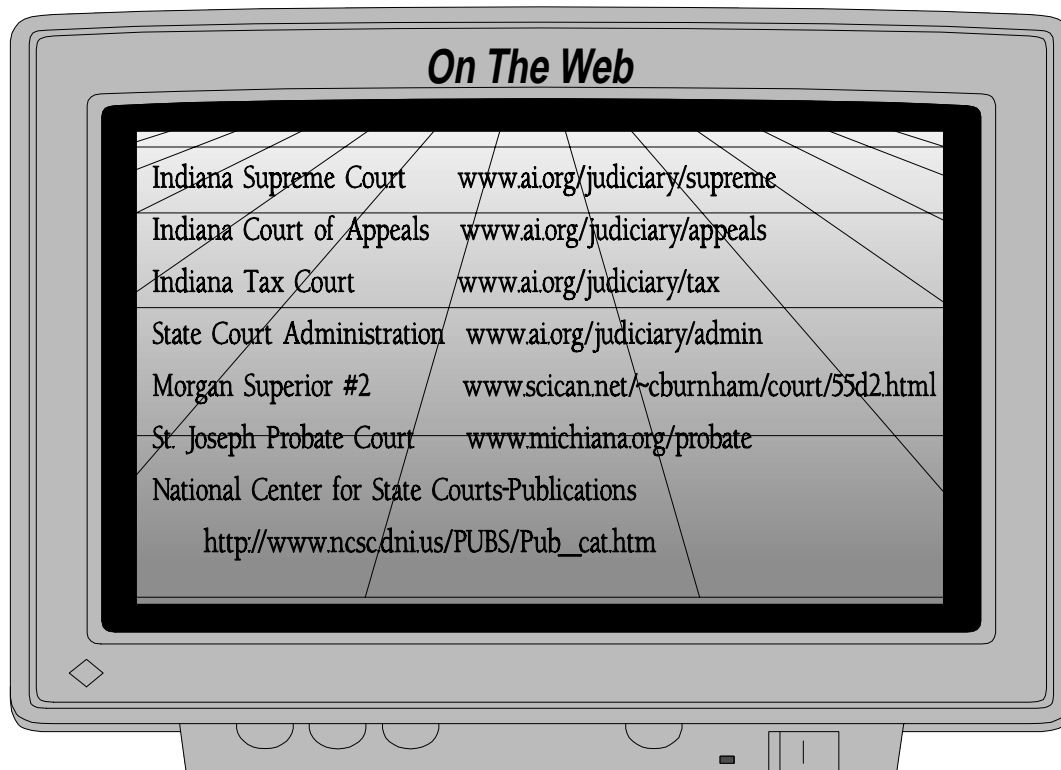 On The Web
Indiana Supreme Court www.ai.org/judiciary/supreme
Indiana Court of Appeals www.ai.org/judiciary/appeals
Indiana Tax Court www.ai.org/judiciary/tax
State Court Administration www.ai.org/judiciary/admin
Morgan Superior #2 www.scican.net/~cburnham/court/55d2.html
St. Joseph Probate Court www.michiana.org/probate
National Center for State Courts-Publications
http://www.ncsc.dni.us/PUBS/Pub_cat.htm